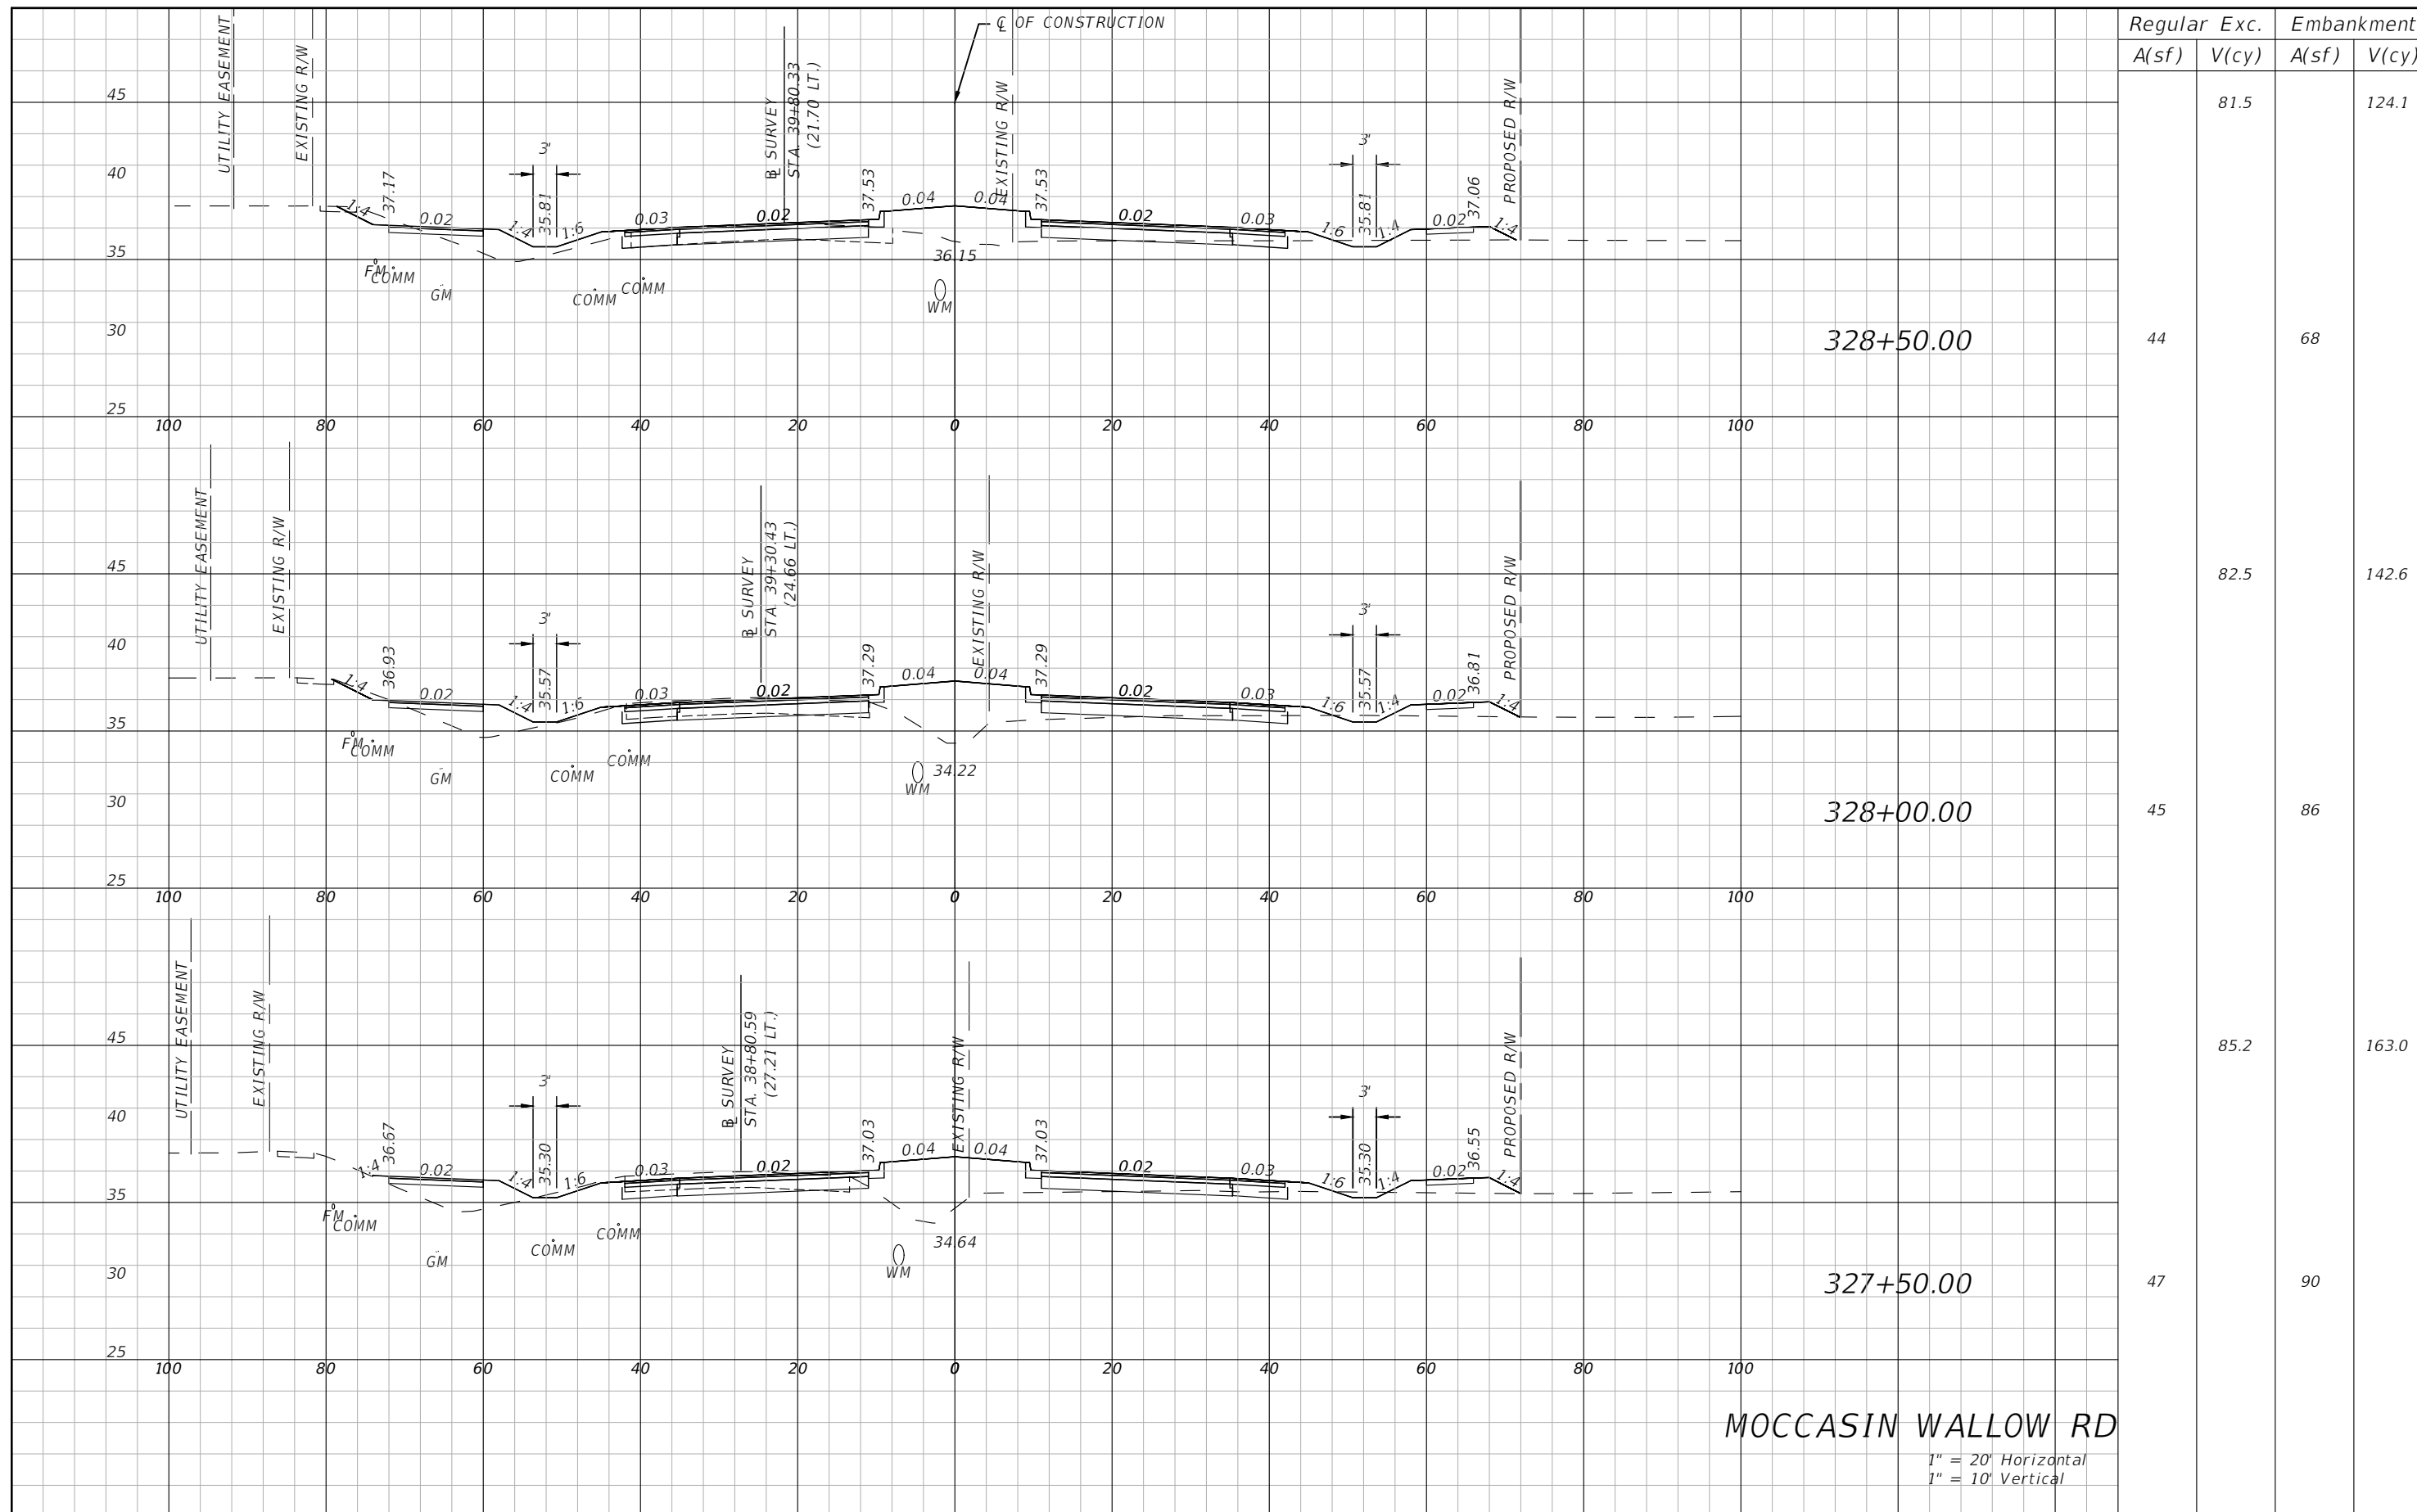 ℄ OF CONSTRUCTION
Regular Exc. Embankment
A(sf) V(cy) A(sf) V(cy)
UTILITY EASEMENT
EXISTING R/W
B̶L SURVEY
STA. 39+80.33
(21.70 LT.)
EXISTING R/W
PROPOSED R/W
81.5 124.1
45
40
35
30
25
3' 3'
37.17 35.81 37.53 37.53 35.81 37.06
1:4 0.02 1:4 1:6 0.03 0.02 0.04 0.04 0.02 0.03 1:6 1:4 0.02 1:4
36.15
FM COMM GM COMM COMM WM
328+50.00 44 68
100 80 60 40 20 0 20 40 60 80 100
UTILITY EASEMENT
EXISTING R/W
B̶L SURVEY
STA. 39+30.43
(24.66 LT.)
EXISTING R/W
PROPOSED R/W
82.5 142.6
45
40
35
30
25
3' 3'
36.93 35.57 37.29 37.29 35.57 36.81
1:4 0.02 1:4 1:6 0.03 0.02 0.04 0.04 0.02 0.03 1:6 1:4 0.02 1:4
34.22
FM COMM GM COMM COMM WM
328+00.00 45 86
100 80 60 40 20 0 20 40 60 80 100
UTILITY EASEMENT
EXISTING R/W
B̶L SURVEY
STA. 38+80.59
(27.21 LT.)
EXISTING R/W
PROPOSED R/W
85.2 163.0
45
40
35
30
25
3' 3'
36.67 35.30 37.03 37.03 35.30 36.55
1:4 0.02 1:4 1:6 0.03 0.02 0.04 0.04 0.02 0.03 1:6 1:4 0.02 1:4
34.64
FM COMM GM COMM COMM WM
327+50.00 47 90
100 80 60 40 20 0 20 40 60 80 100
MOCCASIN WALLOW RD
1" = 20' Horizontal
1" = 10' Vertical